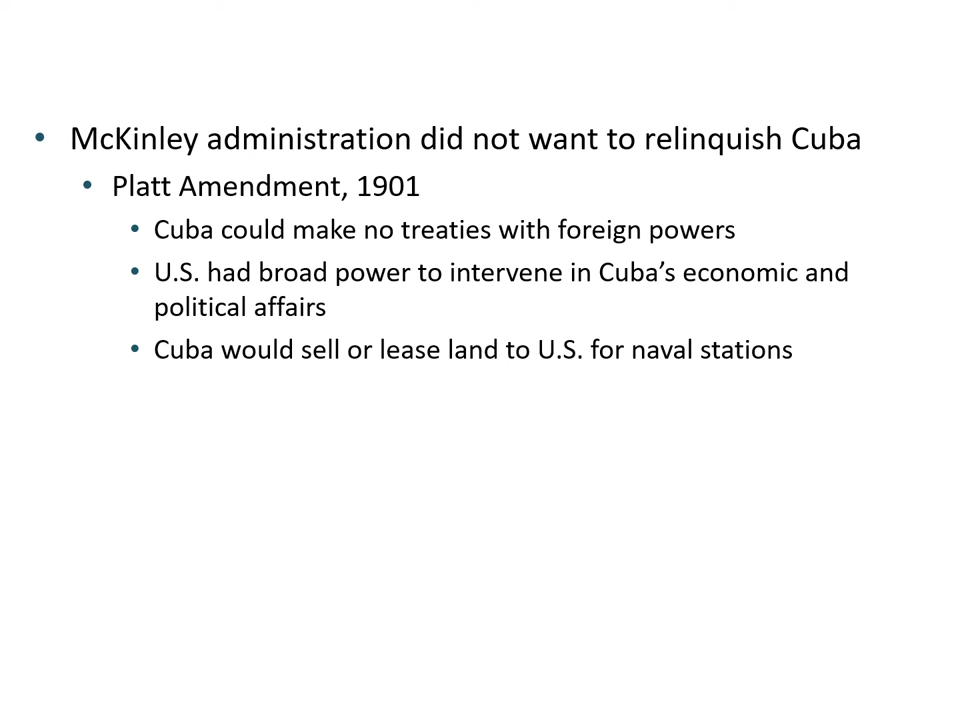 • McKinley administration did not want to relinquish Cuba
• Platt Amendment, 1901
• Cuba could make no treaties with foreign powers
• U.S. had broad power to intervene in Cuba’s economic and
political affairs
• Cuba would sell or lease land to U.S. for naval stations